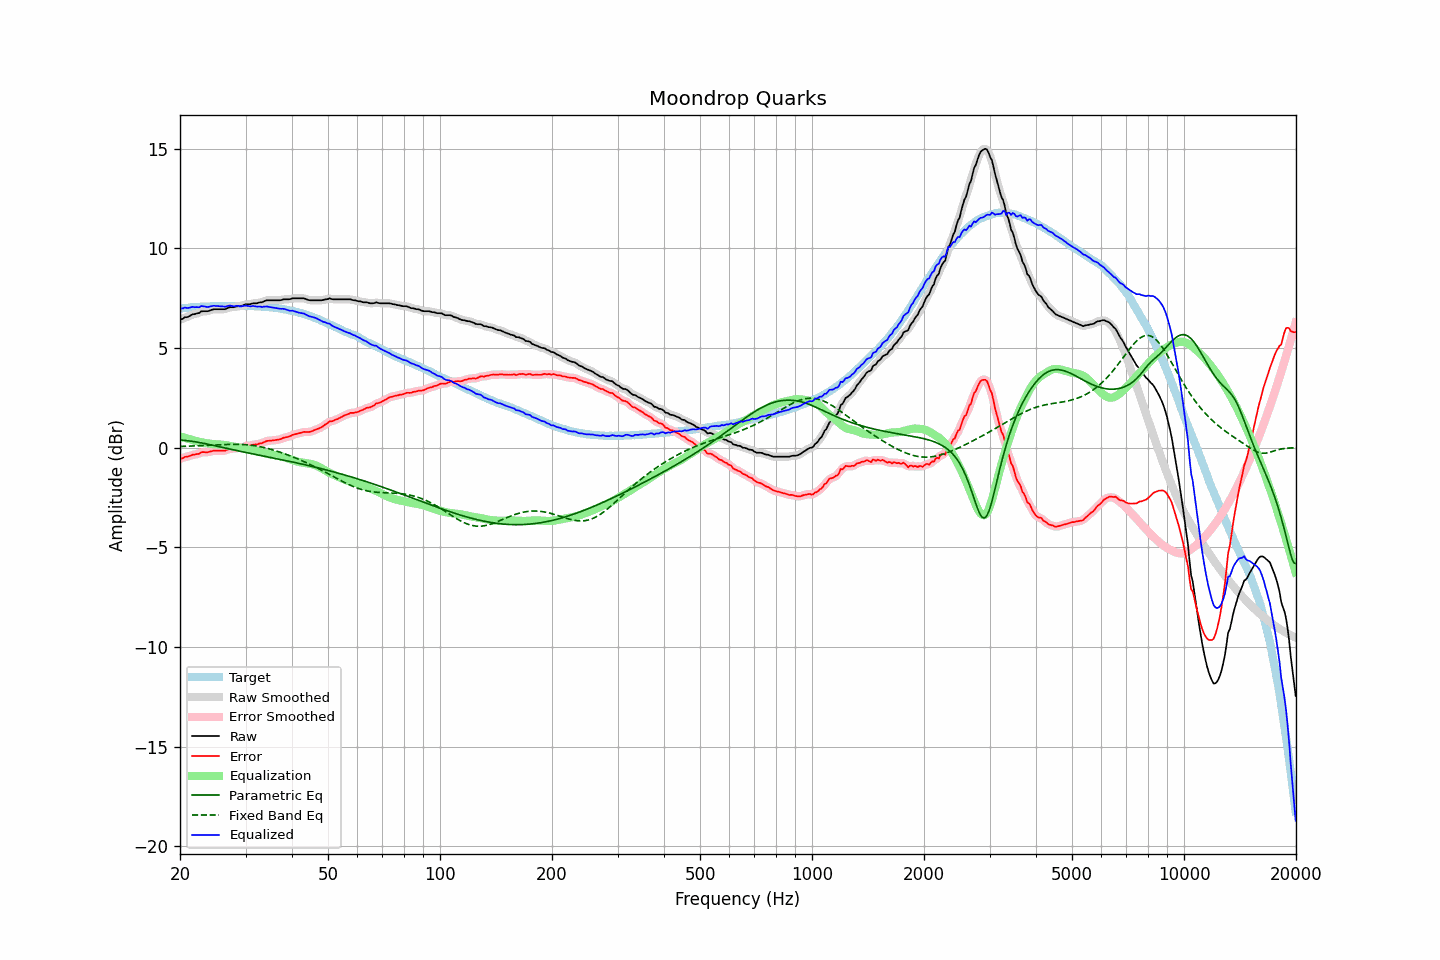 Moondrop Quarks
Amplitude (dBr)
15
10
5
0
−5
−10
−15
−20
Target
Raw Smoothed
Error Smoothed
Raw
Error
Equalization
Parametric Eq
Fixed Band Eq
Equalized
20 50 100 200 500 1000 2000 5000 10000 20000
Frequency (Hz)